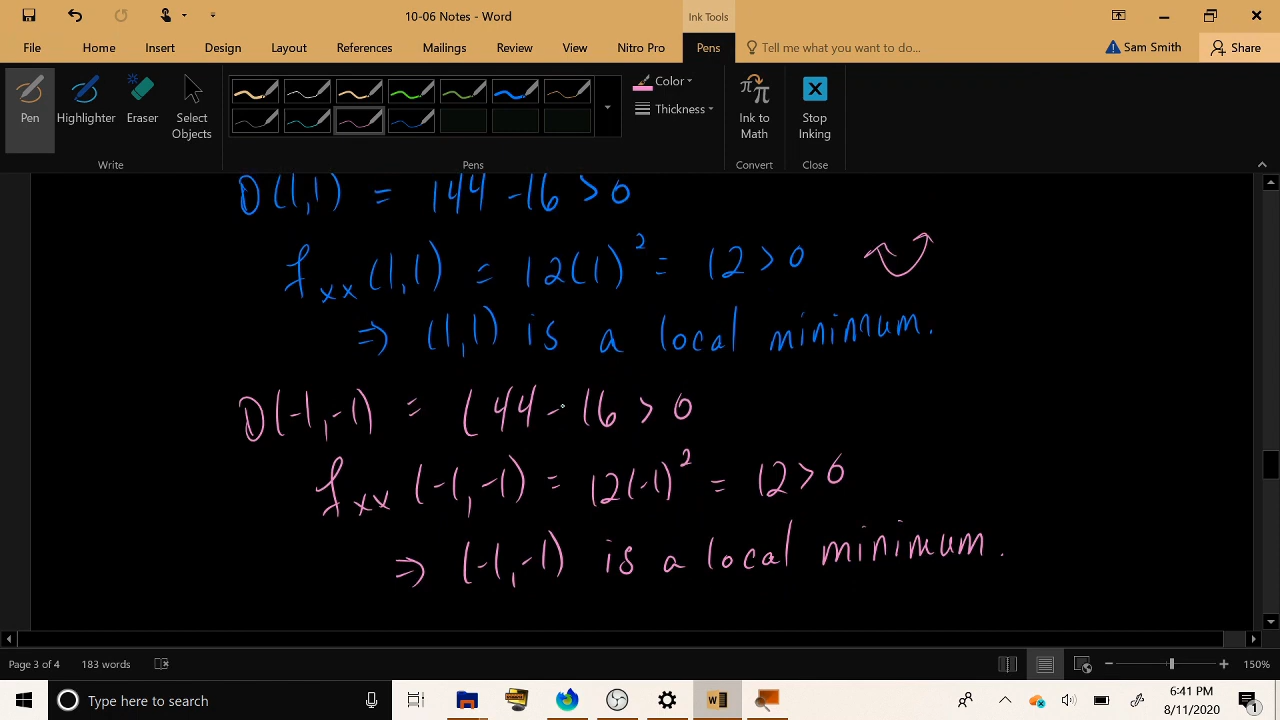 10-06 Notes - Word
Ink Tools
File Home Insert Design Layout References Mailings Review View Nitro Pro Pens Tell me what you want to do... Sam Smith Share
Pen Highlighter Eraser Select Objects Color Thickness Ink to Math Stop Inking
Write Pens Convert Close
D(1,1) = 144 - 16 > 0
f_xx (1,1) = 12(1)² = 12 > 0
⇒ (1,1) is a local minimum.
D(-1,-1) = 144 - 16 > 0
f_xx (-1,-1) = 12(-1)² = 12 > 0
⇒ (-1,-1) is a local minimum.
Page 3 of 4 183 words 150%
Type here to search 6:41 PM
8/11/2020